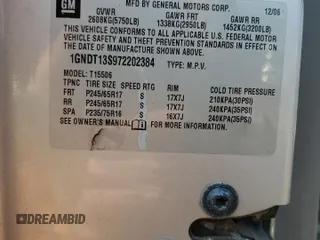 GM
MFD BY GENERAL MOTORS CORP. 12/06
GVWR GAWR FRT GAWR RR
2608KG(5750LB) 1338KG(2950LB) 1452KG(3200LB)
THIS VEHICLE CONFORMS TO ALL APPLICABLE U.S. FEDERAL
MOTOR VEHICLE SAFETY AND THEFT PREVENTION STANDARDS
IN EFFECT ON THE DATE OF MANUFACTURE SHOWN ABOVE.
1GNDT13S972202384 TYPE: M.P.V.
MODEL: T15506
TPNC TIRE SIZE SPEED RTG RIM COLD TIRE PRESSURE
FRT P245/65R17 S 17X7J 210KPA(30PSI)
RR P245/65R17 S 17X7J 240KPA(35PSI)
SPA P235/75R16 S 16X7J 240KPA(35PSI)
SEE OWNER'S MANUAL FOR MORE INFORMATION.
DREAMBID